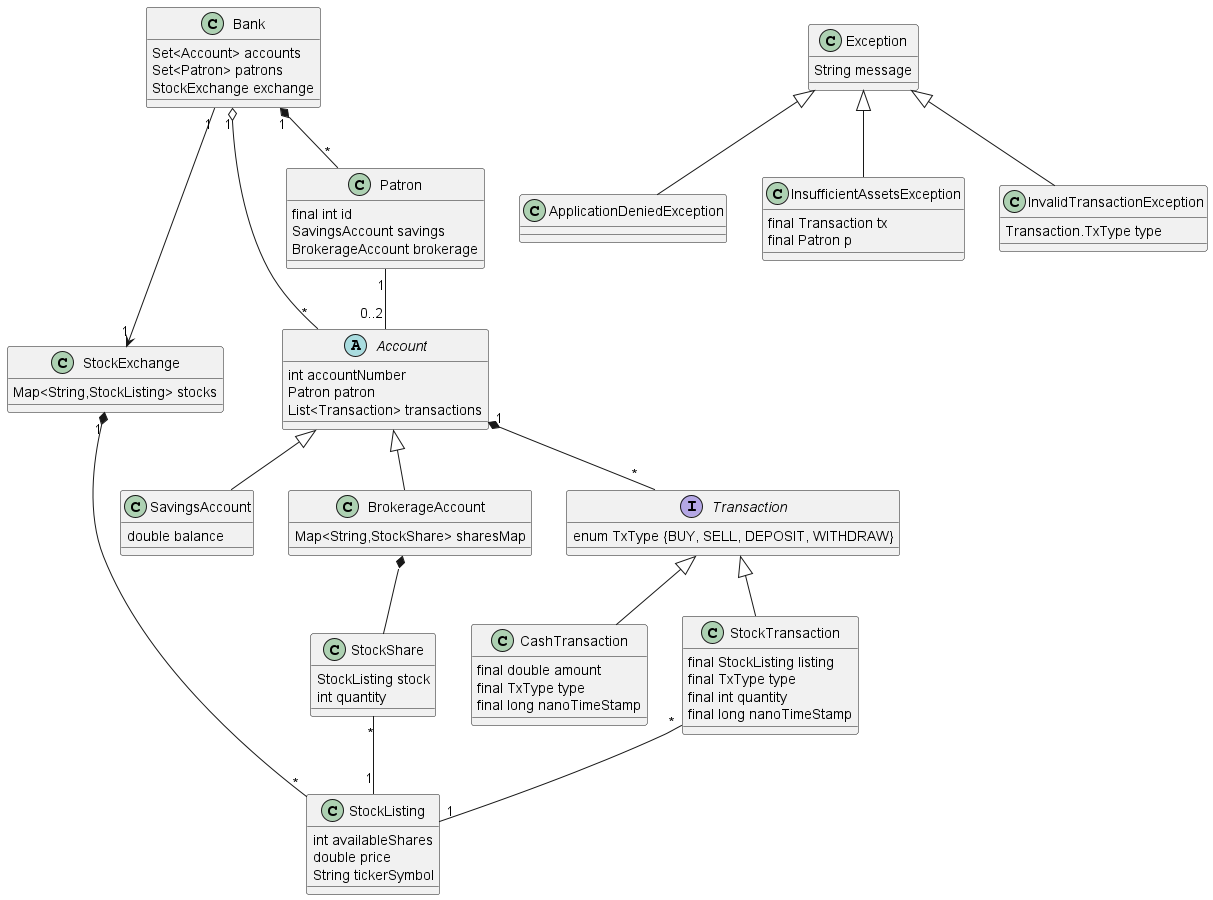 C Bank
Set<Account> accounts
Set<Patron> patrons
StockExchange exchange
C Exception
String message
1
1
1
*
C Patron
final int id
SavingsAccount savings
BrokerageAccount brokerage
C ApplicationDeniedException
C InsufficientAssetsException
final Transaction tx
final Patron p
C InvalidTransactionException
Transaction.TxType type
1
0..2
*
1
C StockExchange
Map<String,StockListing> stocks
A Account
int accountNumber
Patron patron
List<Transaction> transactions
1
1
*
C SavingsAccount
double balance
C BrokerageAccount
Map<String,StockShare> sharesMap
I Transaction
enum TxType {BUY, SELL, DEPOSIT, WITHDRAW}
C StockShare
StockListing stock
int quantity
C CashTransaction
final double amount
final TxType type
final long nanoTimeStamp
C StockTransaction
final StockListing listing
final TxType type
final int quantity
final long nanoTimeStamp
*
*
*
1
1
C StockListing
int availableShares
double price
String tickerSymbol